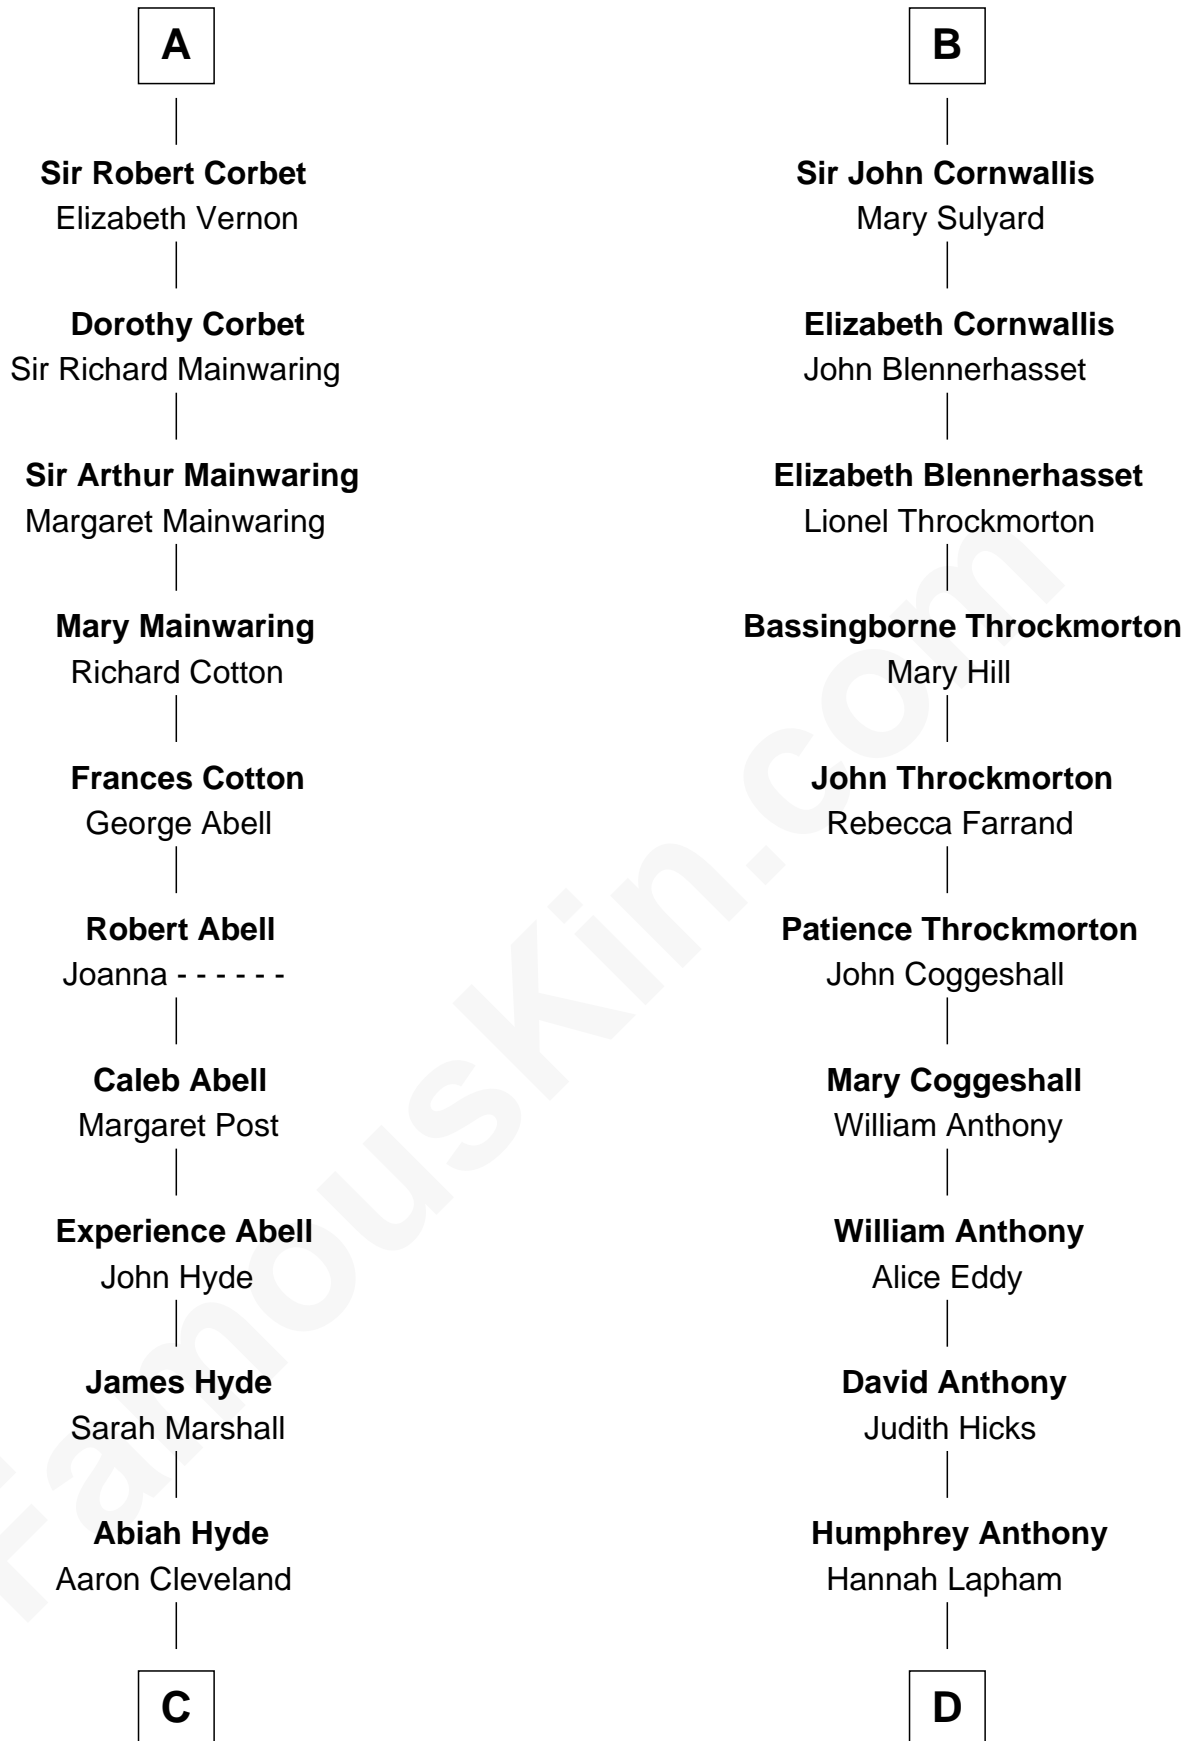 A
Sir Robert Corbet
Elizabeth Vernon
Dorothy Corbet
Sir Richard Mainwaring
Sir Arthur Mainwaring
Margaret Mainwaring
Mary Mainwaring
Richard Cotton
Frances Cotton
George Abell
Robert Abell
Joanna - - - - - -
Caleb Abell
Margaret Post
Experience Abell
John Hyde
James Hyde
Sarah Marshall
Abiah Hyde
Aaron Cleveland
C
B
Sir John Cornwallis
Mary Sulyard
Elizabeth Cornwallis
John Blennerhasset
Elizabeth Blennerhasset
Lionel Throckmorton
Bassingborne Throckmorton
Mary Hill
John Throckmorton
Rebecca Farrand
Patience Throckmorton
John Coggeshall
Mary Coggeshall
William Anthony
William Anthony
Alice Eddy
David Anthony
Judith Hicks
Humphrey Anthony
Hannah Lapham
D
FamousKin.com